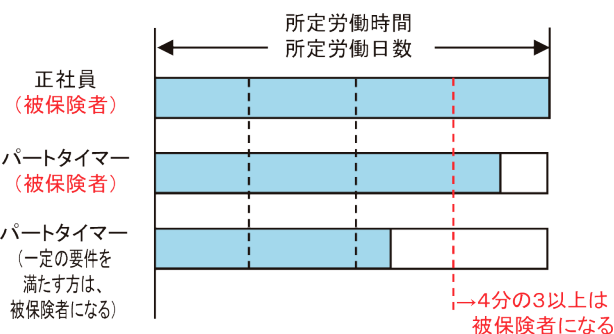 所定労働時間
所定労働日数
正社員
（被保険者）
パートタイマー
（被保険者）
パートタイマー
（一定の要件を
満たす方は、
被保険者になる）
→4分の3以上は
被保険者になる